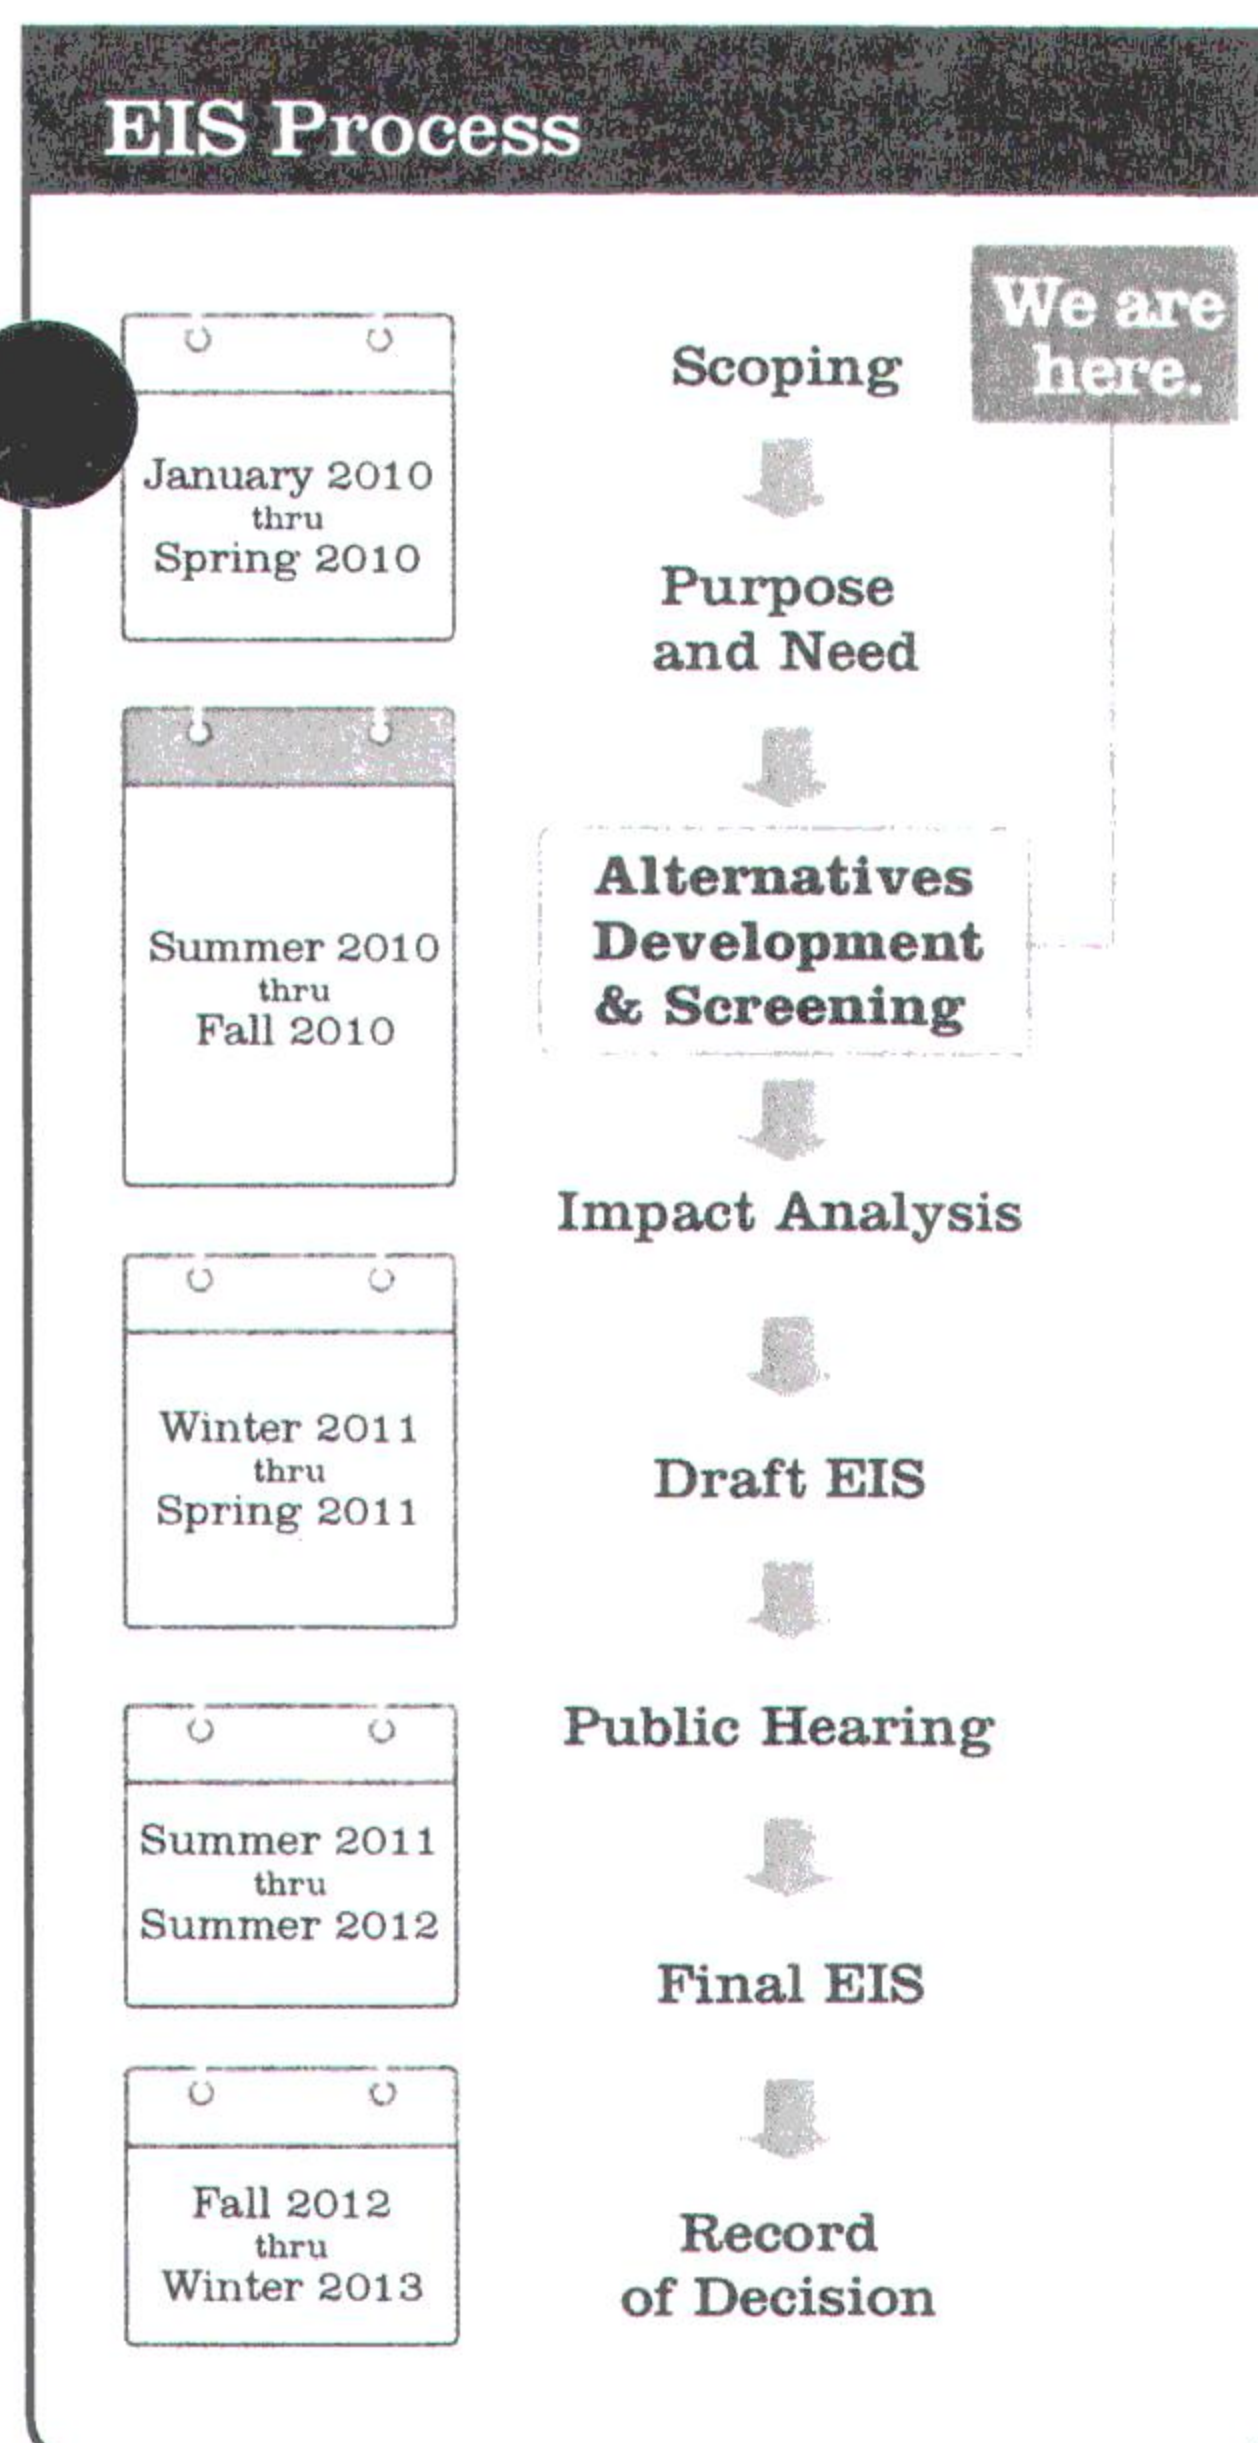 EIS Process
We are
here.
January 2010
thru
Spring 2010
Scoping
Purpose
and Need
Summer 2010
thru
Fall 2010
Alternatives
Development
& Screening
Impact Analysis
Winter 2011
thru
Spring 2011
Draft EIS
Public Hearing
Summer 2011
thru
Summer 2012
Final EIS
Fall 2012
thru
Winter 2013
Record
of Decision